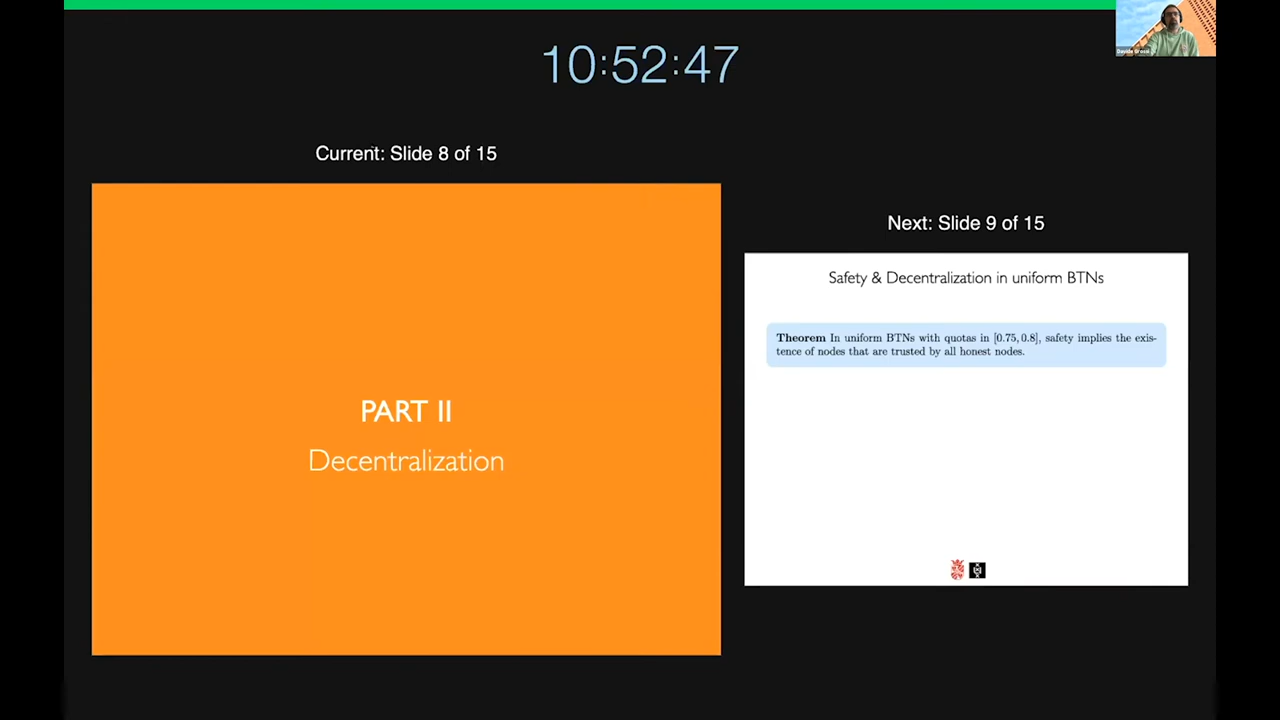 10:52:47
Davide Grossi
Current: Slide 8 of 15
PART II
Decentralization
Next: Slide 9 of 15
Safety & Decentralization in uniform BTNs
Theorem In uniform BTNs with quotas in [0.75, 0.8], safety implies the exis-
tence of nodes that are trusted by all honest nodes.